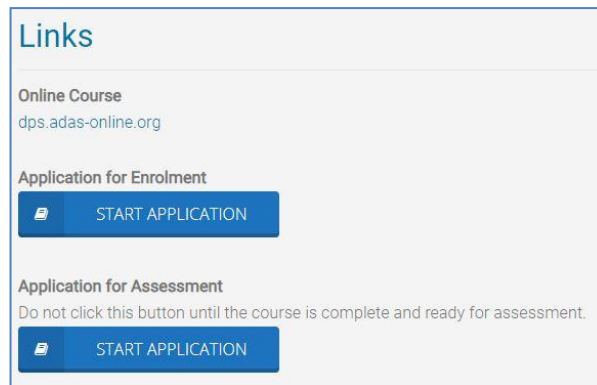 Links
Online Course
dps.adas-online.org
Application for Enrolment
START APPLICATION
Application for Assessment
Do not click this button until the course is complete and ready for assessment.
START APPLICATION